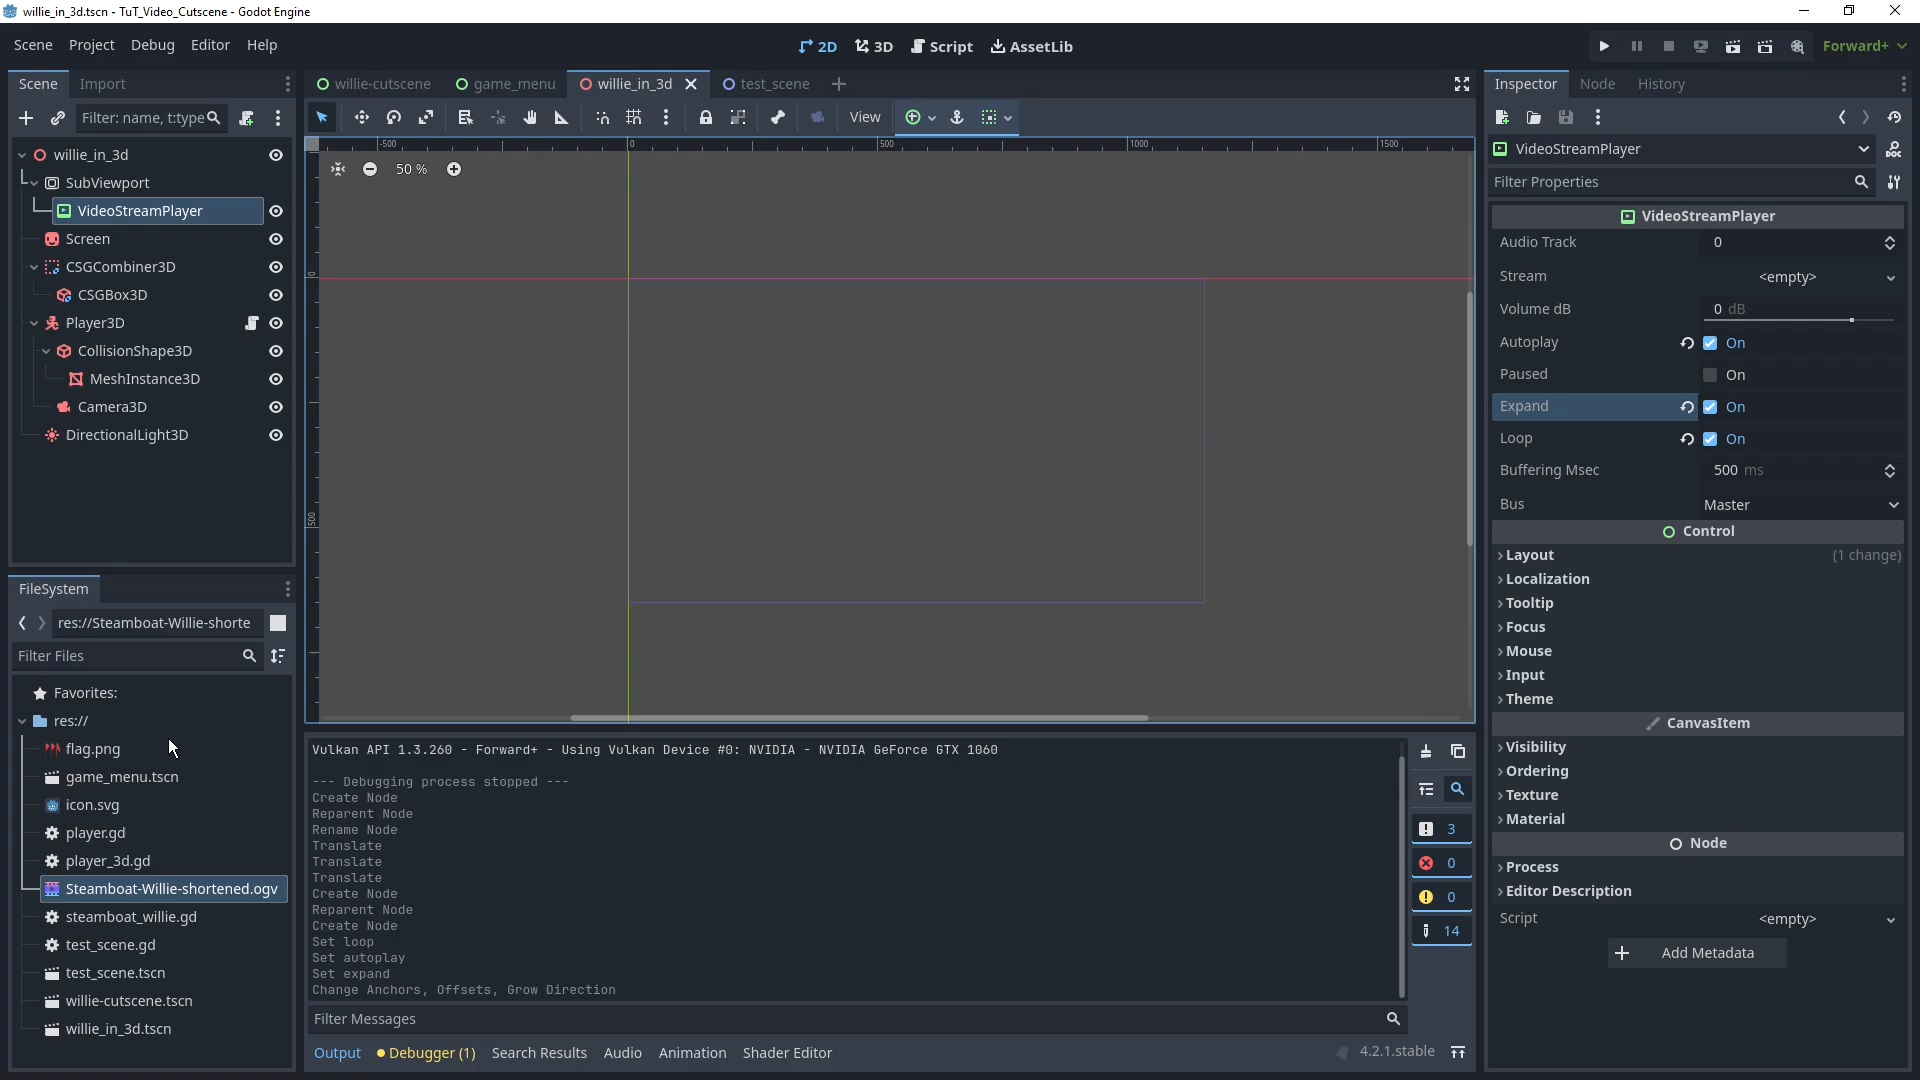 willie_in_3d.tscn - TuT_Video_Cutscene - Godot Engine
Scene Project Debug Editor Help
2D 3D Script AssetLib
Forward+
Scene Import
willie-cutscene game_menu willie_in_3d test_scene
Inspector Node History
Filter: name, t:type
View
-500 0 500 1000 1500
50 %
0
500
willie_in_3d
SubViewport
VideoStreamPlayer
Screen
CSGCombiner3D
CSGBox3D
Player3D
CollisionShape3D
MeshInstance3D
Camera3D
DirectionalLight3D
FileSystem
res://Steamboat-Willie-shorte
Filter Files
Favorites:
res://
flag.png
game_menu.tscn
icon.svg
player.gd
player_3d.gd
Steamboat-Willie-shortened.ogv
steamboat_willie.gd
test_scene.gd
test_scene.tscn
willie-cutscene.tscn
willie_in_3d.tscn
Vulkan API 1.3.260 - Forward+ - Using Vulkan Device #0: NVIDIA - NVIDIA GeForce GTX 1060
--- Debugging process stopped ---
Create Node
Reparent Node
Rename Node
Translate
Translate
Translate
Create Node
Reparent Node
Create Node
Set loop
Set autoplay
Set expand
Change Anchors, Offsets, Grow Direction
3
0
0
14
Filter Messages
Output Debugger (1) Search Results Audio Animation Shader Editor
4.2.1.stable
VideoStreamPlayer
Filter Properties
VideoStreamPlayer
Audio Track 0
Stream <empty>
Volume dB 0 dB
Autoplay On
Paused On
Expand On
Loop On
Buffering Msec 500 ms
Bus Master
Control
Layout (1 change)
Localization
Tooltip
Focus
Mouse
Input
Theme
CanvasItem
Visibility
Ordering
Texture
Material
Node
Process
Editor Description
Script <empty>
Add Metadata